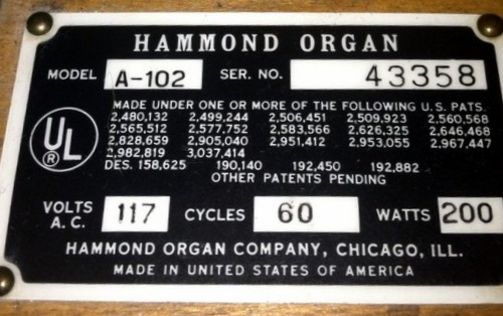 HAMMOND ORGAN
MODEL A-102 SER. NO. 43358
MADE UNDER ONE OR MORE OF THE FOLLOWING U.S. PATS.
2,480,132 2,499,244 2,506,451 2,509,923 2,560,568
2,565,512 2,577,752 2,583,566 2,626,325 2,646,468
2,828,659 2,905,040 2,951,412 2,953,055 2,967,447
2,982,819 3,037,414
DES. 158,625 190,140 192,450 192,882
OTHER PATENTS PENDING
UL ®
VOLTS A.C. 117 CYCLES 60 WATTS 200
HAMMOND ORGAN COMPANY, CHICAGO, ILL.
MADE IN UNITED STATES OF AMERICA